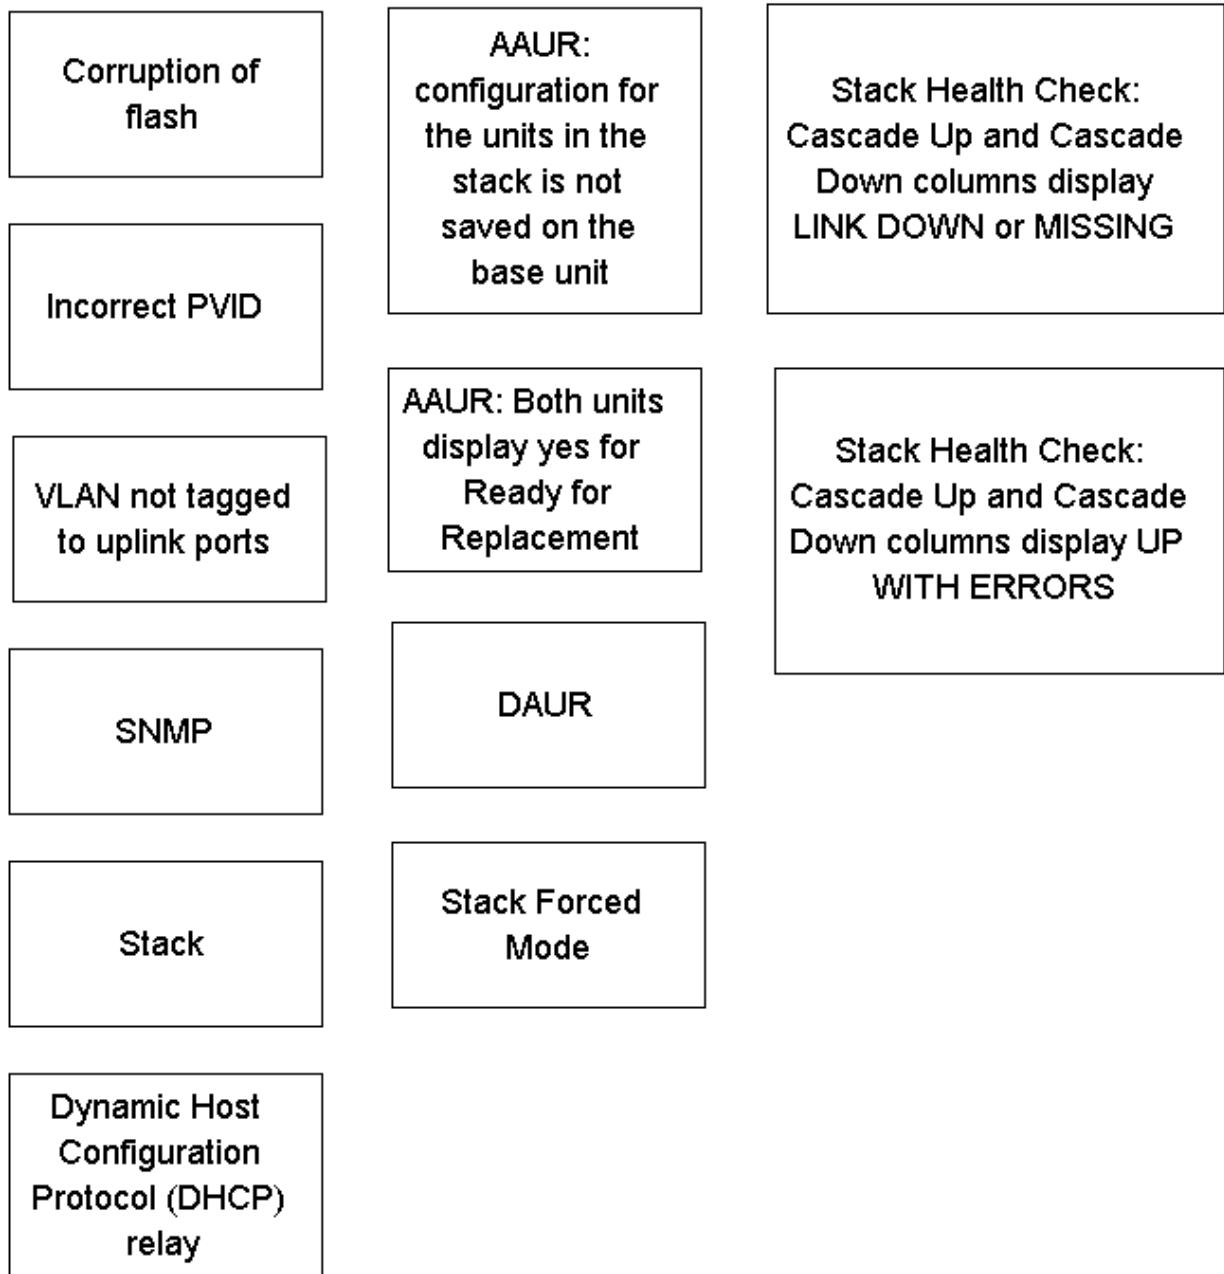 Corruption of
flash
Incorrect PVID
VLAN not tagged
to uplink ports
SNMP
Stack
Dynamic Host
Configuration
Protocol (DHCP)
relay
AAUR:
configuration for
the units in the
stack is not
saved on the
base unit
AAUR: Both units
display yes for
Ready for
Replacement
DAUR
Stack Forced
Mode
Stack Health Check:
Cascade Up and Cascade
Down columns display
LINK DOWN or MISSING
Stack Health Check:
Cascade Up and Cascade
Down columns display UP
WITH ERRORS